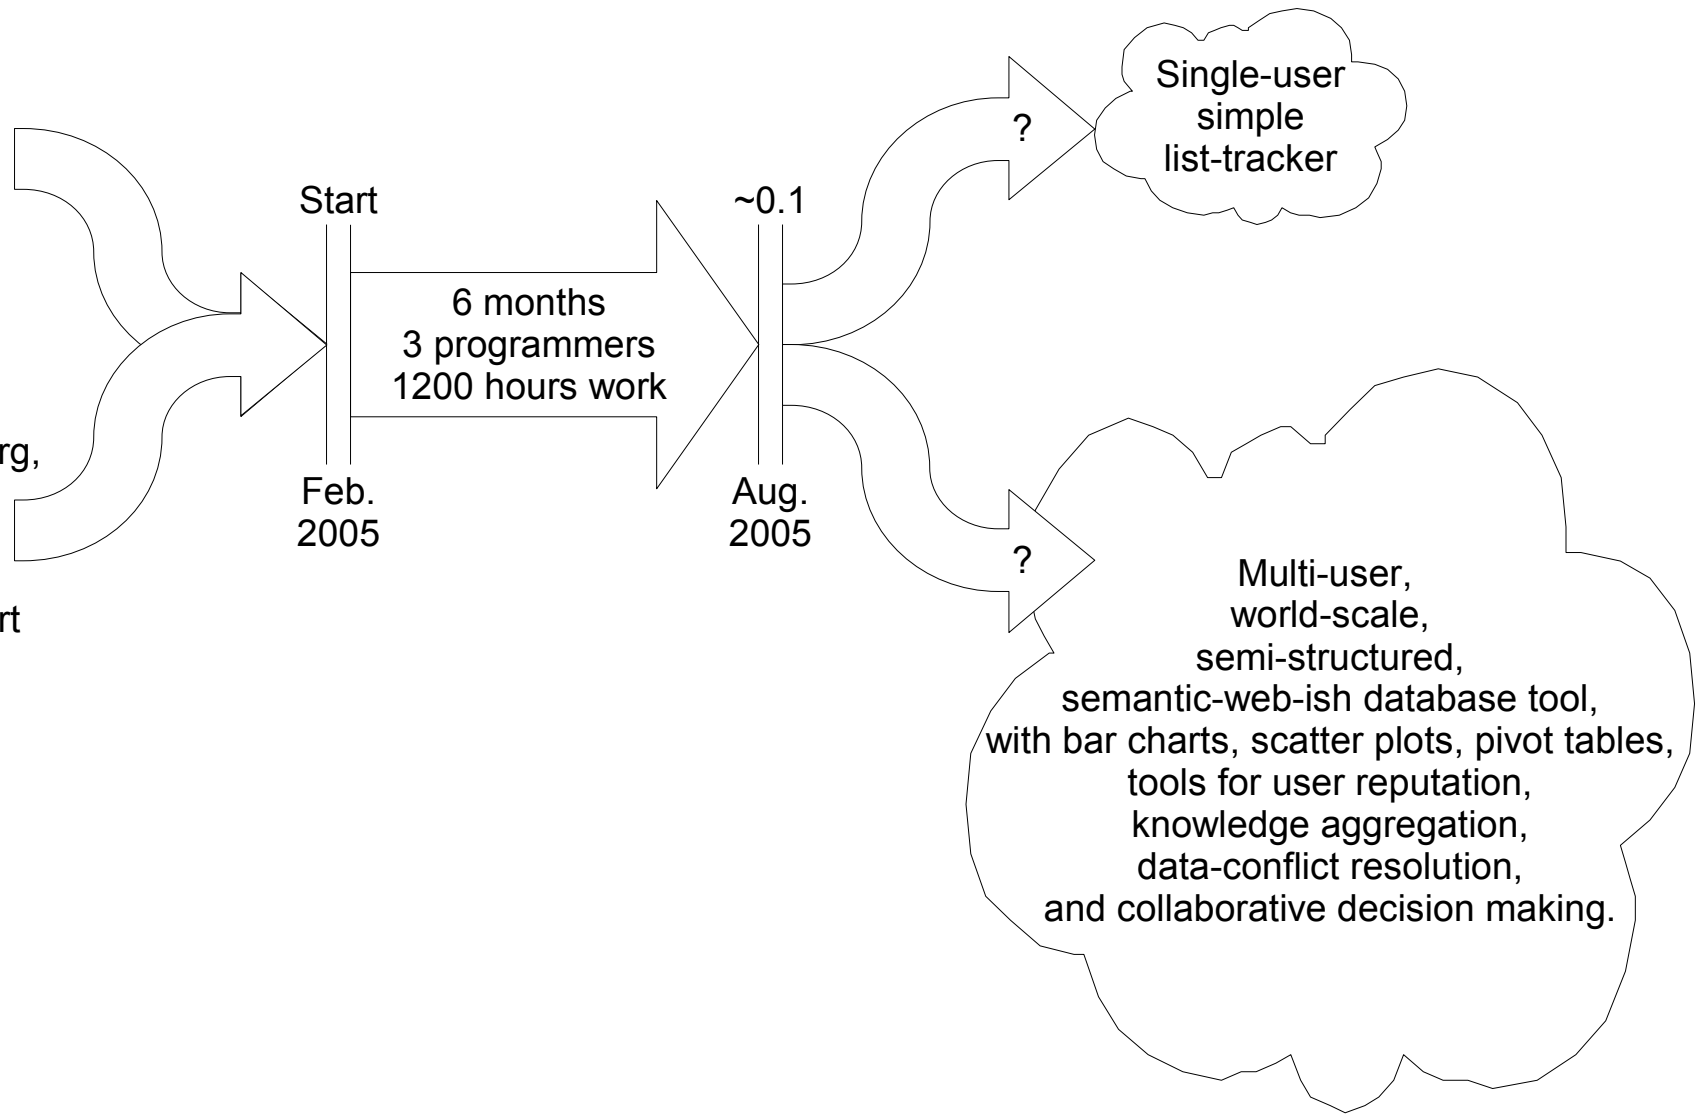 rg,
rt
Start
Feb.
2005
6 months
3 programmers
1200 hours work
~0.1
Aug.
2005
?
Single-user
simple
list-tracker
?
Multi-user,
world-scale,
semi-structured,
semantic-web-ish database tool,
with bar charts, scatter plots, pivot tables,
tools for user reputation,
knowledge aggregation,
data-conflict resolution,
and collaborative decision making.